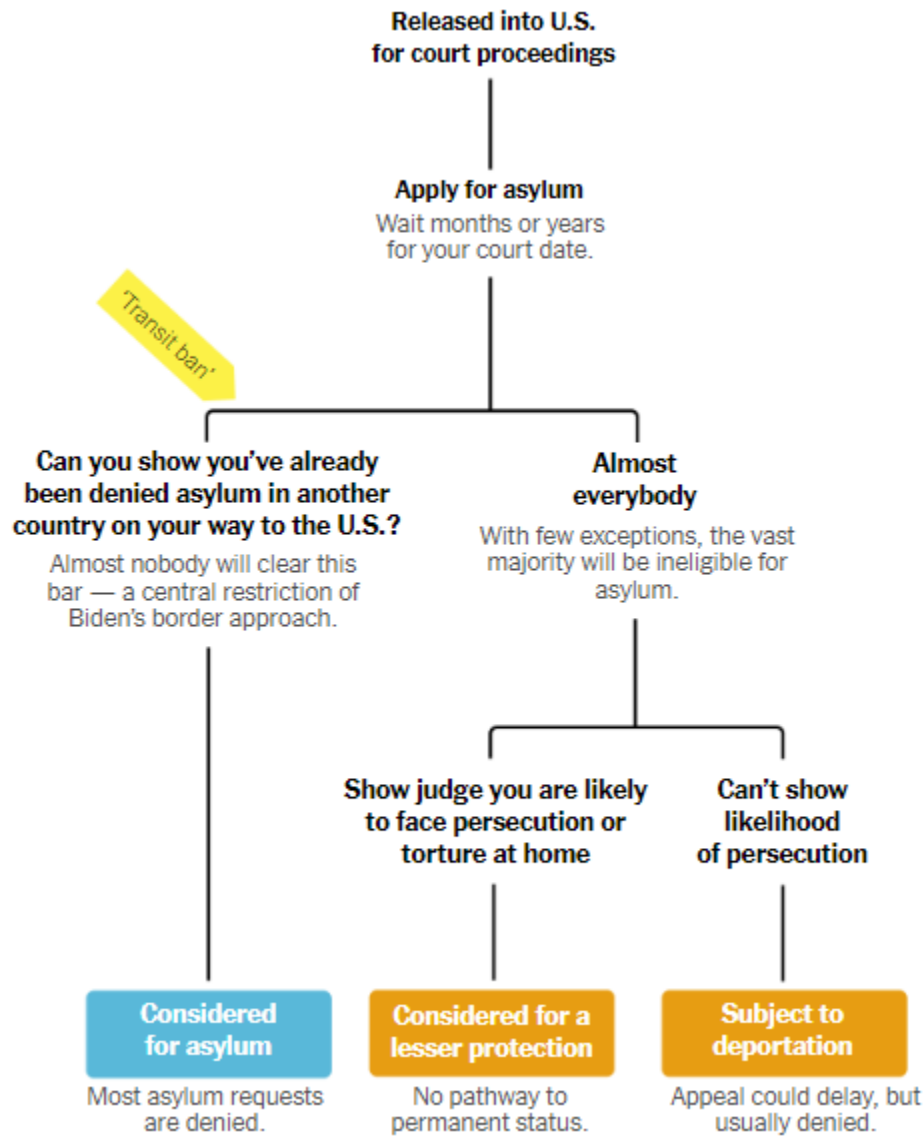 Released into U.S.
for court proceedings
Apply for asylum
Wait months or years
for your court date.
'Transit ban'
Can you show you've already
been denied asylum in another
country on your way to the U.S.?
Almost nobody will clear this
bar — a central restriction of
Biden's border approach.
Almost
everybody
With few exceptions, the vast
majority will be ineligible for
asylum.
Show judge you are likely
to face persecution or
torture at home
Can't show
likelihood
of persecution
Considered
for asylum
Most asylum requests
are denied.
Considered for a
lesser protection
No pathway to
permanent status.
Subject to
deportation
Appeal could delay, but
usually denied.